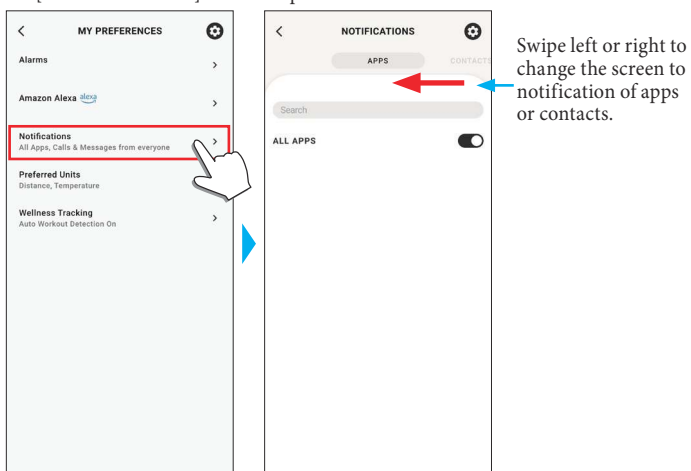 MY PREFERENCES
Alarms
Amazon Alexa alexa
Notifications
All Apps, Calls & Messages from everyone
Preferred Units
Distance, Temperature
Wellness Tracking
Auto Workout Detection On
NOTIFICATIONS
APPS
CONTACTS
Search
ALL APPS
Swipe left or right to
change the screen to
notification of apps
or contacts.